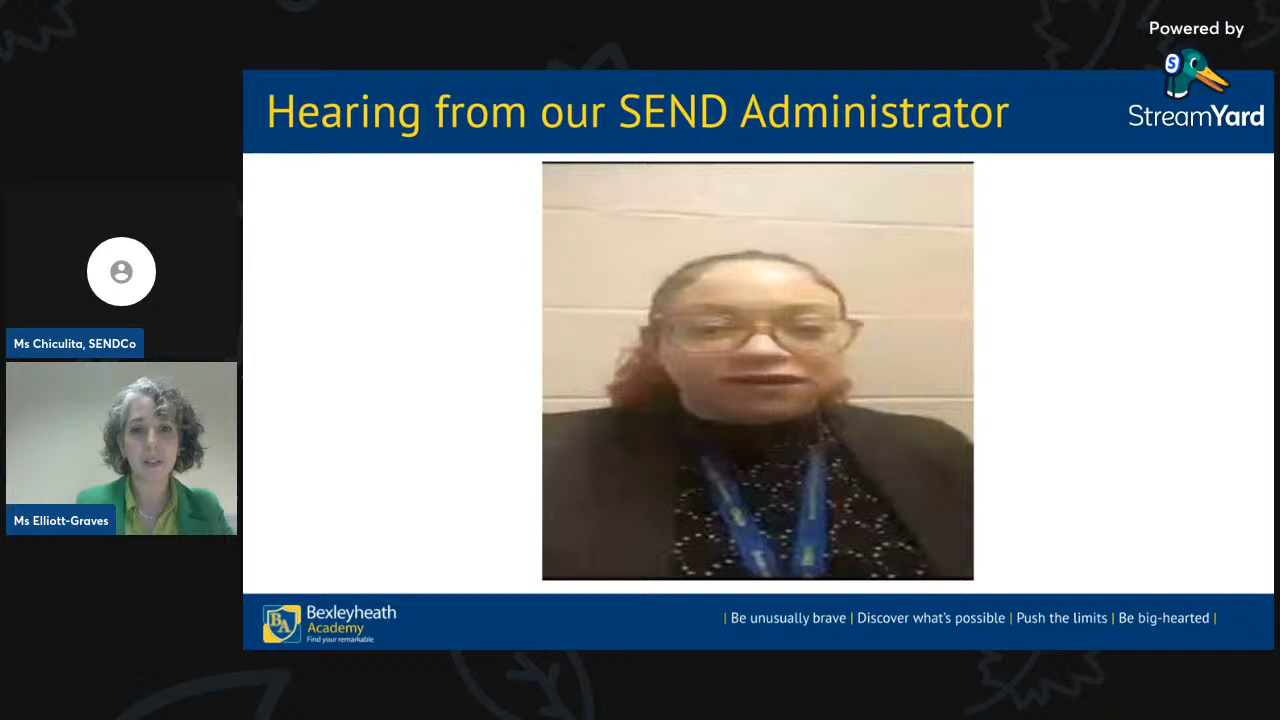 Powered by
S
StreamYard
Hearing from our SEND Administrator
Ms Chiculita, SENDCo
Ms Elliott-Graves
BA
Bexleyheath
Academy
Find your remarkable
| Be unusually brave | Discover what's possible | Push the limits | Be big-hearted |